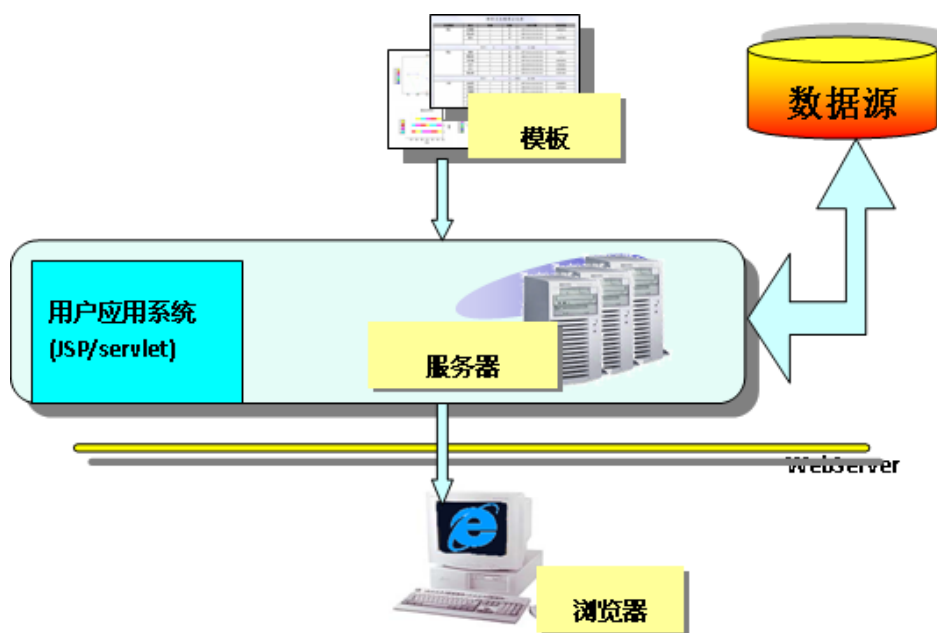 模板
数据源
用户应用系统
(JSP/servlet)
服务器
WebServer
浏览器